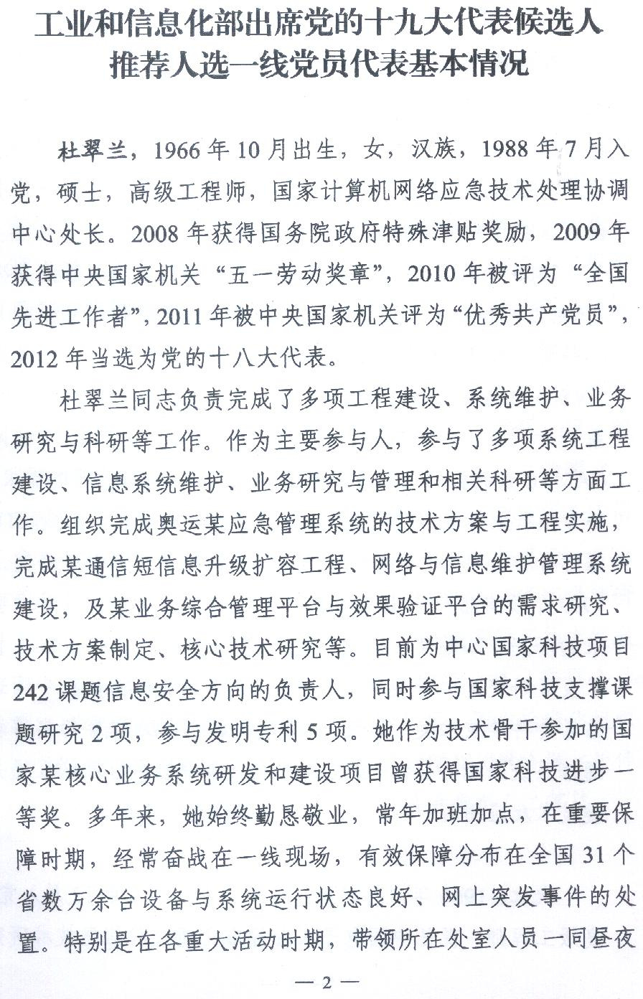 工业和信息化部出席党的十九大代表候选人
推荐人选一线党员代表基本情况
杜翠兰，1966 年 10 月出生，女，汉族，1988 年 7 月入
党，硕士，高级工程师，国家计算机网络应急技术处理协调
中心处长。2008 年获得国务院政府特殊津贴奖励，2009 年
获得中央国家机关“五一劳动奖章”，2010 年被评为“全国
先进工作者”，2011 年被中央国家机关评为“优秀共产党员”，
2012 年当选为党的十八大代表。
杜翠兰同志负责完成了多项工程建设、系统维护、业务
研究与科研等工作。作为主要参与人，参与了多项系统工程
建设、信息系统维护、业务研究与管理和相关科研等方面工
作。组织完成奥运某应急管理系统的技术方案与工程实施，
完成某通信短信息升级扩容工程、网络与信息维护管理系统
建设，及某业务综合管理平台与效果验证平台的需求研究、
技术方案制定、核心技术研究等。目前为中心国家科技项目
242 课题信息安全方向的负责人，同时参与国家科技支撑课
题研究 2 项，参与发明专利 5 项。她作为技术骨干参加的国
家某核心业务系统研发和建设项目曾获得国家科技进步一
等奖。多年来，她始终勤恳敬业，常年加班加点，在重要保
障时期，经常奋战在一线现场，有效保障分布在全国 31 个
省数万余台设备与系统运行状态良好、网上突发事件的处
置。特别是在各重大活动时期，带领所在处室人员一同昼夜
— 2 —